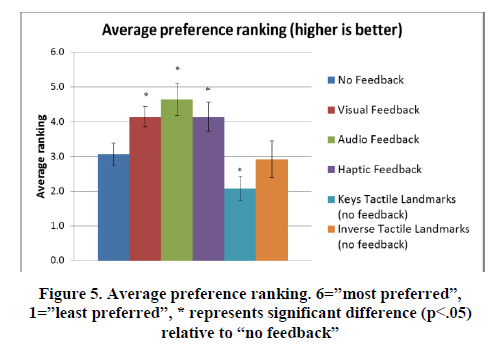 Average preference ranking (higher is better)
6.0
5.0
4.0
3.0
2.0
1.0
0.0
Average ranking
*
*
*
*
No Feedback
Visual Feedback
Audio Feedback
Haptic Feedback
Keys Tactile Landmarks
(no feedback)
Inverse Tactile Landmarks
(no feedback)
Figure 5. Average preference ranking. 6="most preferred",
1="least preferred", * represents significant difference (p<.05)
relative to "no feedback"